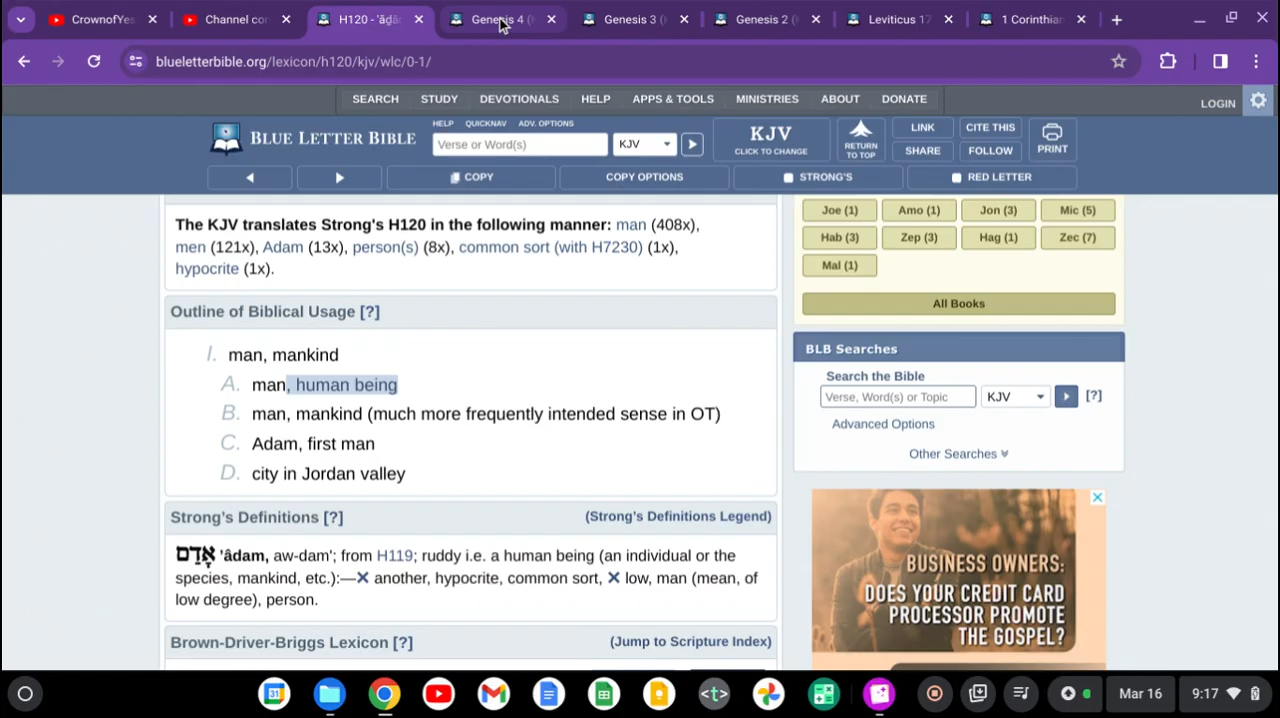 CrownofYes
Channel co
H120 - 'āḏā
Genesis 4 (
Genesis 3 (
Genesis 2 (
Leviticus 17
1 Corinthian
blueletterbible.org/lexicon/h120/kjv/wlc/0-1/
SEARCH STUDY DEVOTIONALS HELP APPS & TOOLS MINISTRIES ABOUT DONATE
LOGIN
BLUE LETTER BIBLE
HELP QUICKNAV ADV. OPTIONS
Verse or Word(s)
KJV
KJV
CLICK TO CHANGE
RETURN
TO TOP
LINK
CITE THIS
SHARE
FOLLOW
PRINT
COPY
COPY OPTIONS
STRONG'S
RED LETTER
The KJV translates Strong's H120 in the following manner: man (408x),
men (121x), Adam (13x), person(s) (8x), common sort (with H7230) (1x),
hypocrite (1x).
Outline of Biblical Usage [?]
I. man, mankind
A. man, human being
B. man, mankind (much more frequently intended sense in OT)
C. Adam, first man
D. city in Jordan valley
Strong's Definitions [?]
(Strong's Definitions Legend)
אָדַם 'âdam, aw-dam'; from H119; ruddy i.e. a human being (an individual or the
species, mankind, etc.):—X another, hypocrite, common sort, X low, man (mean, of
low degree), person.
Brown-Driver-Briggs Lexicon [?]
(Jump to Scripture Index)
Joe (1) Amo (1) Jon (3) Mic (5)
Hab (3) Zep (3) Hag (1) Zec (7)
Mal (1)
All Books
BLB Searches
Search the Bible
Verse, Word(s) or Topic
KJV
[?]
Advanced Options
Other Searches
BUSINESS OWNERS:
DOES YOUR CREDIT CARD
PROCESSOR PROMOTE
THE GOSPEL?
31
<t>
Mar 16
9:17